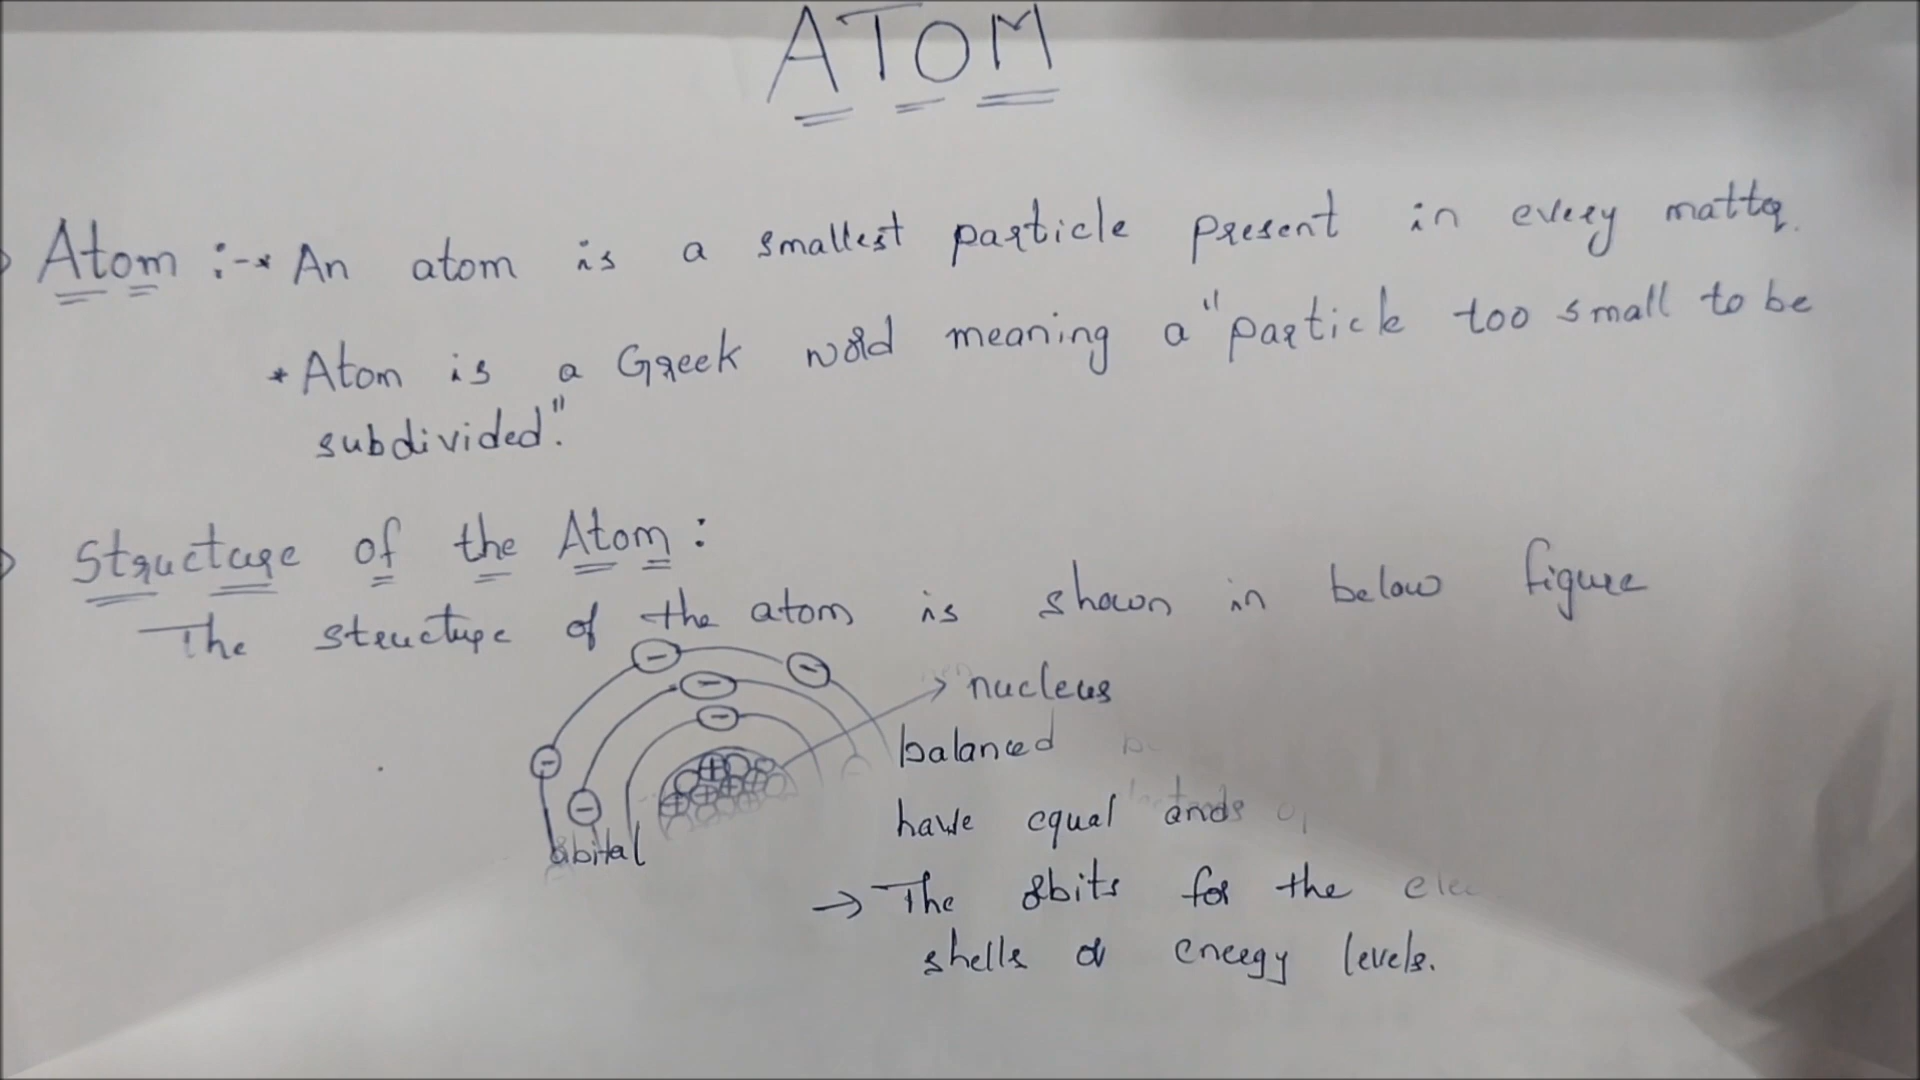 ATOM
Atom :-* An atom is a smallest particle present in every matter.
* Atom is a Greek word meaning a "particle too small to be
subdivided."
Structure of the Atom :
The structure of the atom is shown in below figure
→ nucleus
balanced
have equal
orbital
→ The orbits for the
shells or energy levels.